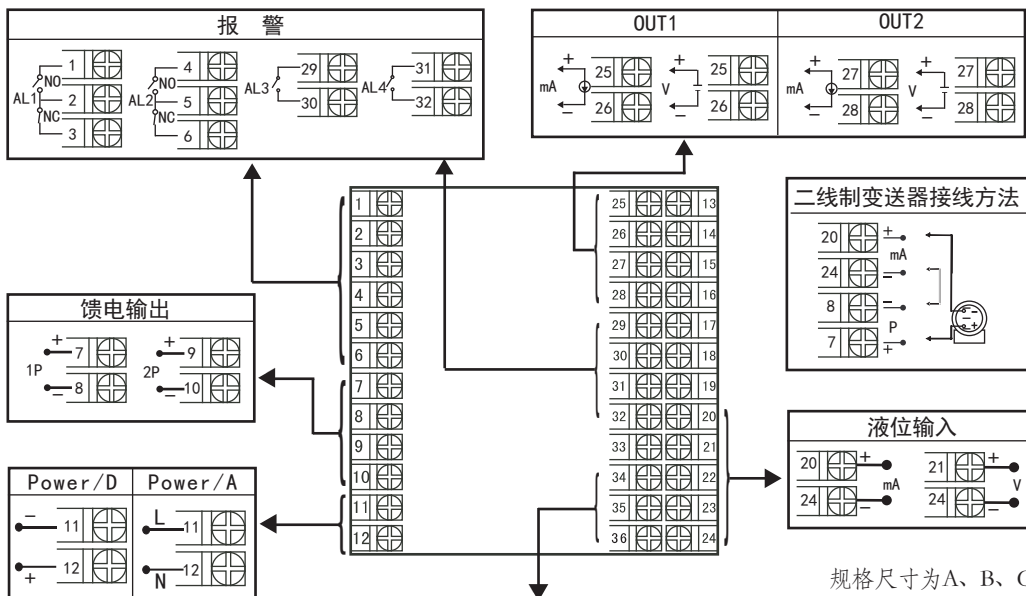 报 警
1
NO
AL1
2
NC
3
4
NO
AL2
5
NC
6
AL3
29
30
AL4
31
32
OUT1
+
mA
−
25
26
+
V
−
25
26
OUT2
+
mA
−
27
28
+
V
−
27
28
1
2
3
4
5
6
7
8
9
10
11
12
25 13
26 14
27 15
28 16
29 17
30 18
31 19
32 20
33 21
34 22
35 23
36 24
二线制变送器接线方法
20 +
mA
24 −
8 −
P
7 +
−
−
+
馈电输出
+ 7
1P
− 8
+ 9
2P
− 10
液位输入
20 +
mA
24 −
21 +
V
24 −
Power/D
− 11
+ 12
Power/A
L 11
N 12
规格尺寸为A、B、C